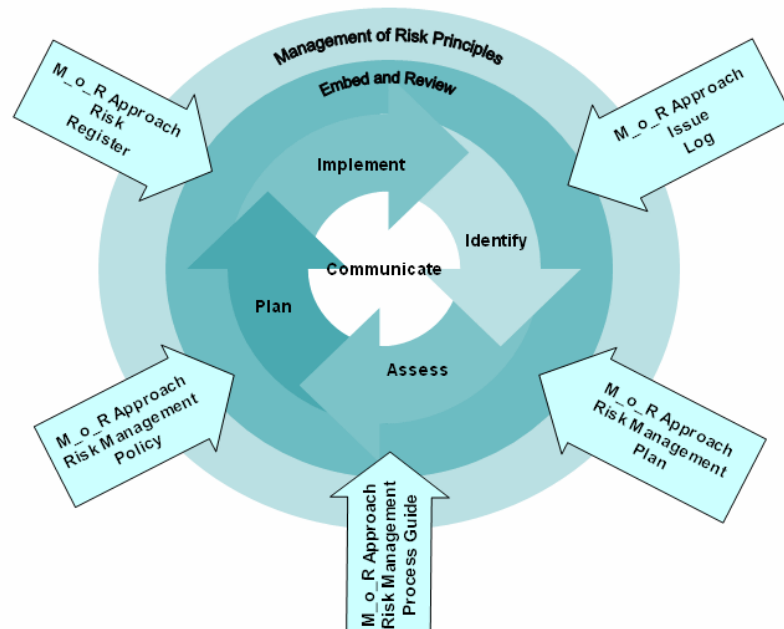 Management of Risk Principles
Embed and Review
M_o_R Approach
Risk
Register
M_o_R Approach
Issue
Log
Implement
Identify
Communicate
Plan
Assess
M_o_R Approach
Risk Management
Policy
M_o_R Approach
Risk Management
Plan
M_o_R Approach
Risk Management
Process Guide